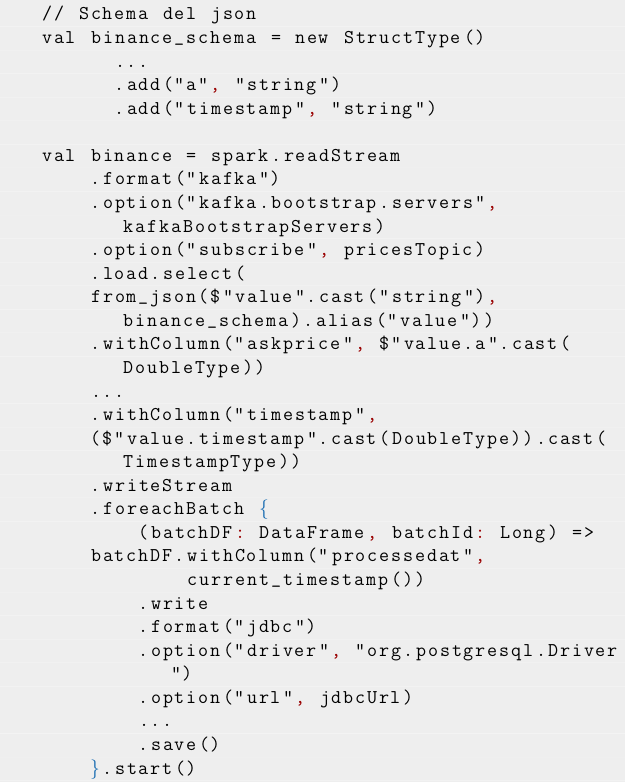 // Schema del json
val binance_schema = new StructType()
...
.add("a", "string")
.add("timestamp", "string")
val binance = spark.readStream
.format("kafka")
.option("kafka.bootstrap.servers",
kafkaBootstrapServers)
.option("subscribe", pricesTopic)
.load.select(
from_json($"value".cast("string"),
binance_schema).alias("value"))
.withColumn("askprice", $"value.a".cast(
DoubleType))
...
.withColumn("timestamp",
($"value.timestamp".cast(DoubleType)).cast(
TimestampType))
.writeStream
.foreachBatch {
(batchDF: DataFrame, batchId: Long) =>
batchDF.withColumn("processedat",
current_timestamp())
.write
.format("jdbc")
.option("driver", "org.postgresql.Driver
")
.option("url", jdbcUrl)
...
.save()
}.start()